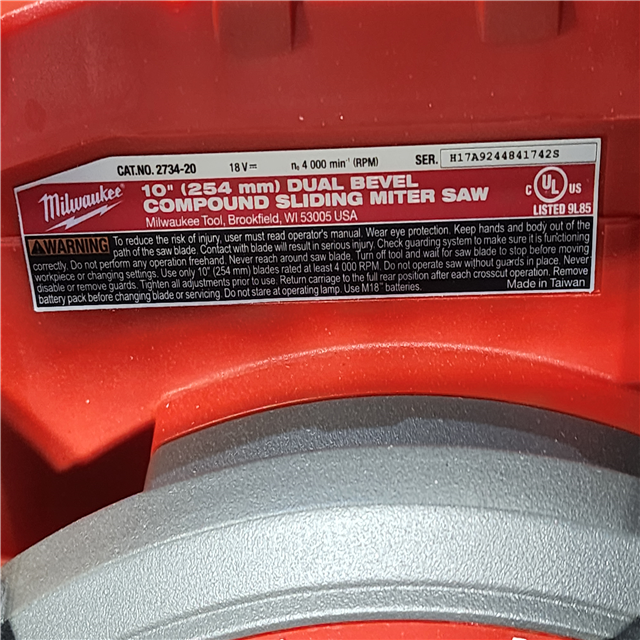 CAT.NO. 2734-20 18 V⎓ n₀ 4 000 min⁻¹ (RPM) SER. H17A9244841742S
Milwaukee
10" (254 mm) DUAL BEVEL
COMPOUND SLIDING MITER SAW
Milwaukee Tool, Brookfield, WI 53005 USA
C UL US
LISTED 9L85
WARNING To reduce the risk of injury, user must read operator's manual. Wear eye protection. Keep hands and body out of the
path of the saw blade. Contact with blade will result in serious injury. Check guarding system to make sure it is functioning
correctly. Do not perform any operation freehand. Never reach around saw blade. Turn off tool and wait for saw blade to stop before moving
workpiece or changing settings. Use only 10" (254 mm) blades rated at least 4 000 RPM. Do not operate saw without guards in place. Never
disable or remove guards. Tighten all adjustments prior to use. Return carriage to the full rear position after each crosscut operation. Remove
battery pack before changing blade or servicing. Do not stare at operating lamp. Use M18™ batteries. Made in Taiwan